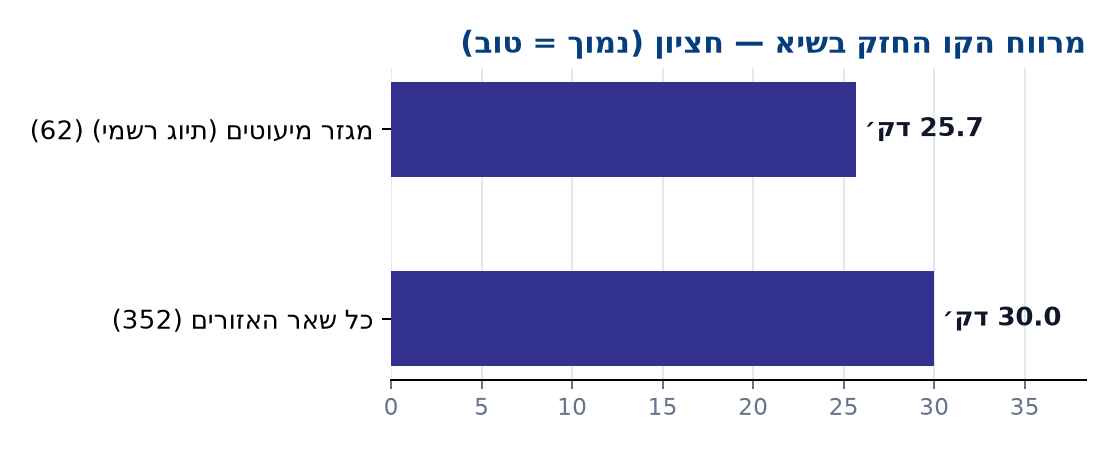 מרווח הקו החזק בשיא — חציון (נמוך = טוב)
מגזר מיעוטים (תיוג רשמי) (62)
25.7 דק׳
כל שאר האזורים (352)
30.0 דק׳
0 5 10 15 20 25 30 35